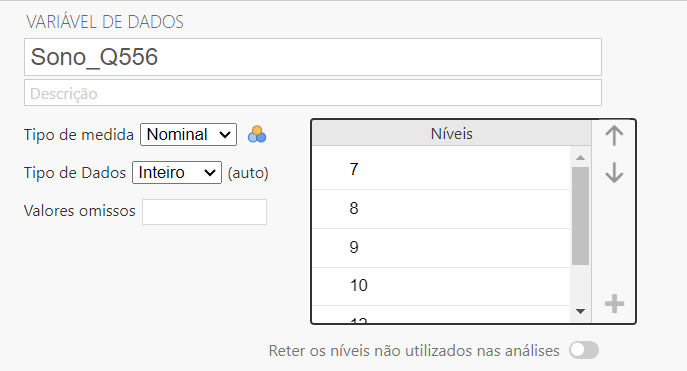 VARIÁVEL DE DADOS
Sono_Q556
Descrição
Tipo de medida Nominal
Níveis
7
Tipo de Dados Inteiro (auto)
8
Valores omissos
9
10
12
Reter os níveis não utilizados nas análises